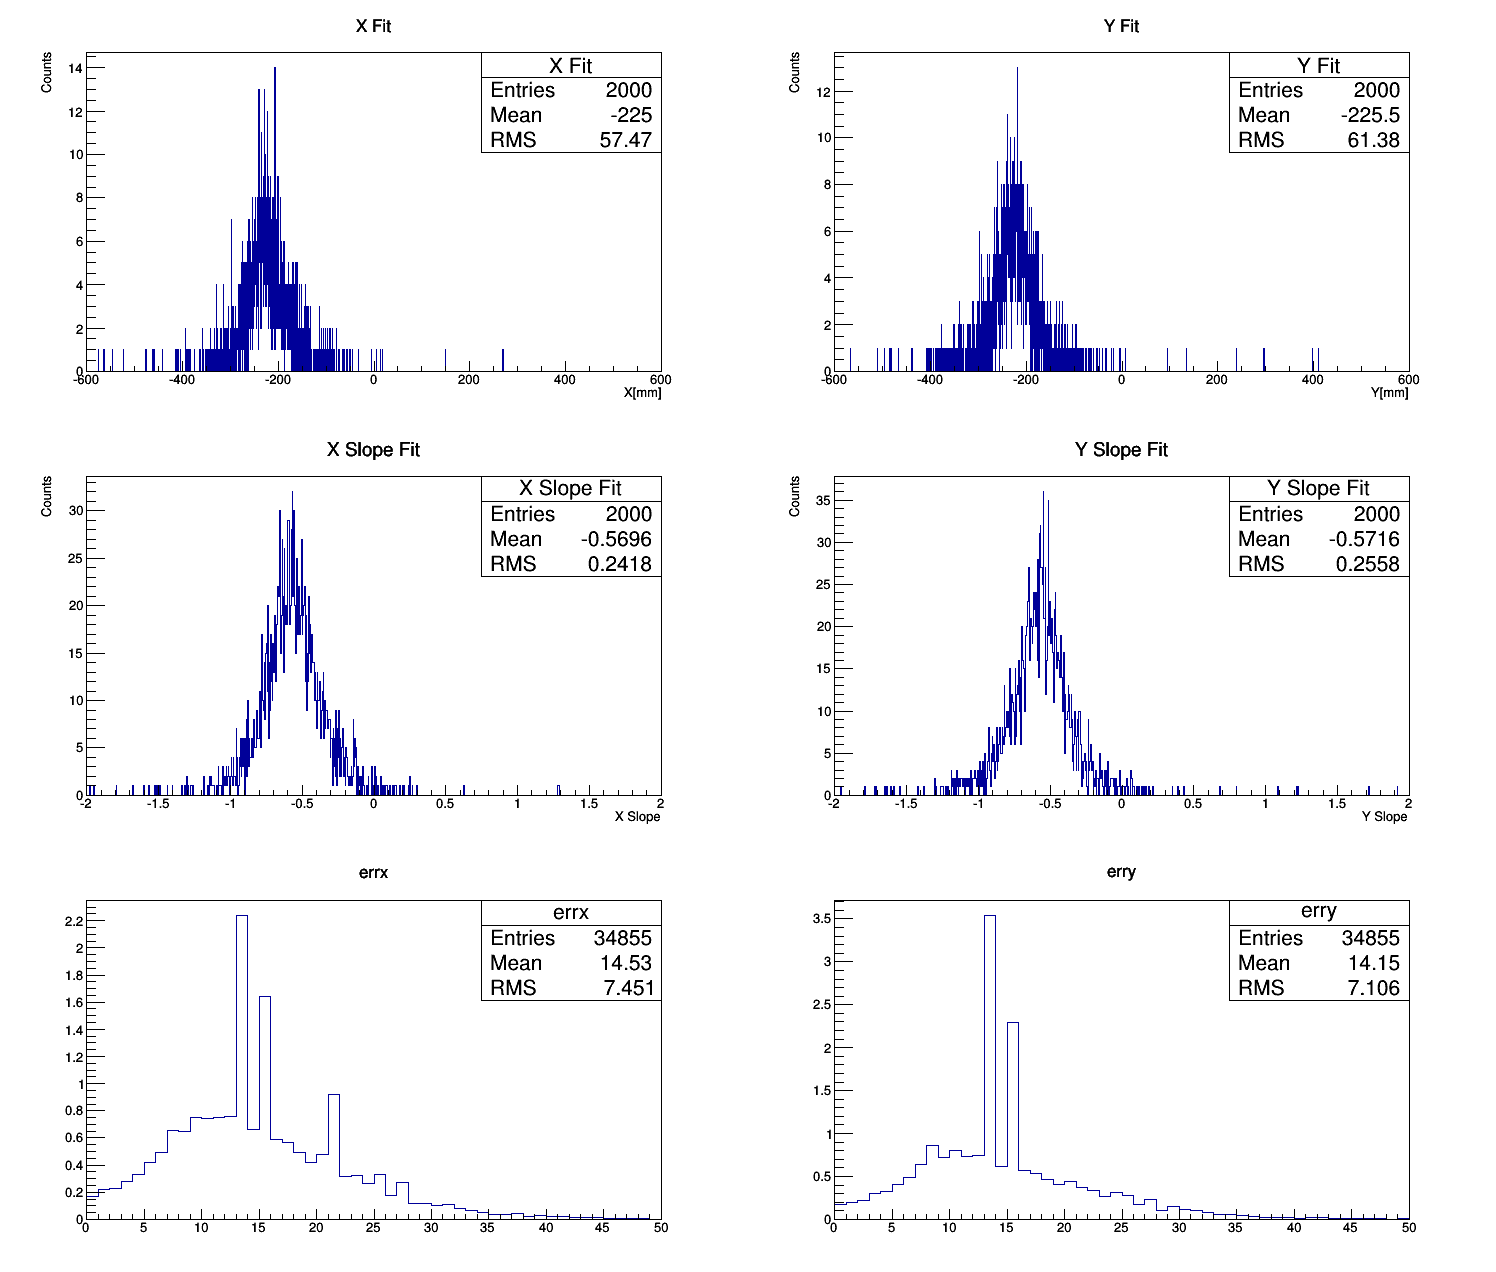 X Fit
Counts
X Fit
Entries 2000
Mean -225
RMS 57.47
14
12
10
8
6
4
2
0
-600 -400 -200 0 200 400 600
X[mm]
Y Fit
Counts
Y Fit
Entries 2000
Mean -225.5
RMS 61.38
12
10
8
6
4
2
0
-600 -400 -200 0 200 400 600
Y[mm]
X Slope Fit
Counts
X Slope Fit
Entries 2000
Mean -0.5696
RMS 0.2418
30
25
20
15
10
5
0
-2 -1.5 -1 -0.5 0 0.5 1 1.5 2
X Slope
Y Slope Fit
Counts
Y Slope Fit
Entries 2000
Mean -0.5716
RMS 0.2558
35
30
25
20
15
10
5
0
-2 -1.5 -1 -0.5 0 0.5 1 1.5 2
Y Slope
errx
errx
Entries 34855
Mean 14.53
RMS 7.451
2.2
2
1.8
1.6
1.4
1.2
1
0.8
0.6
0.4
0.2
0
0 5 10 15 20 25 30 35 40 45 50
erry
erry
Entries 34855
Mean 14.15
RMS 7.106
3.5
3
2.5
2
1.5
1
0.5
0
0 5 10 15 20 25 30 35 40 45 50